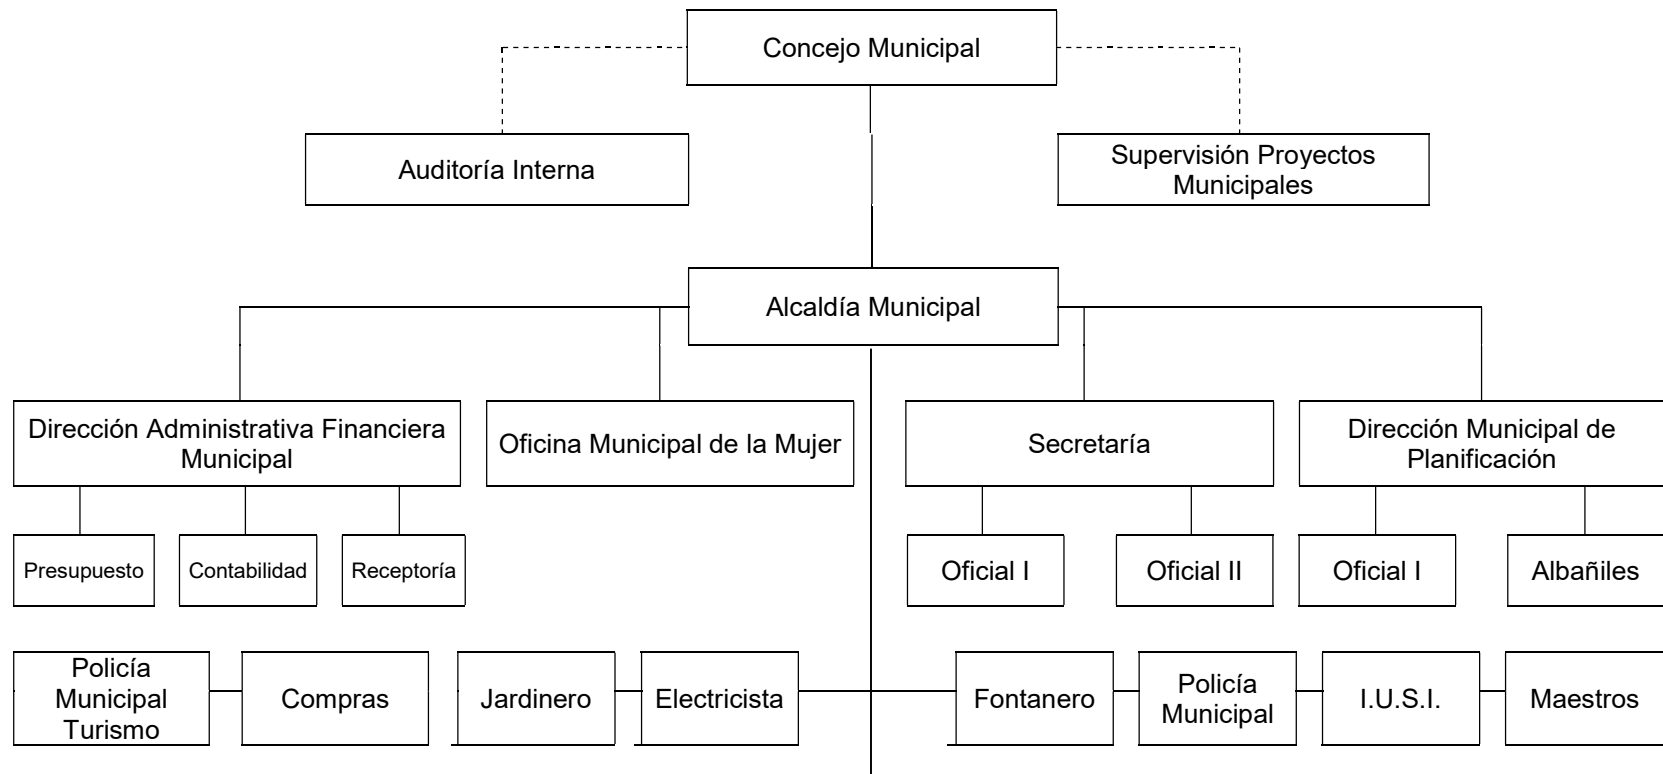 Concejo Municipal
Auditoría Interna
Supervisión Proyectos
Municipales
Alcaldía Municipal
Dirección Administrativa Financiera
Municipal
Oficina Municipal de la Mujer
Secretaría
Dirección Municipal de
Planificación
Presupuesto
Contabilidad
Receptoría
Oficial I
Oficial II
Oficial I
Albañiles
Policía
Municipal
Turismo
Compras
Jardinero
Electricista
Fontanero
Policía
Municipal
I.U.S.I.
Maestros